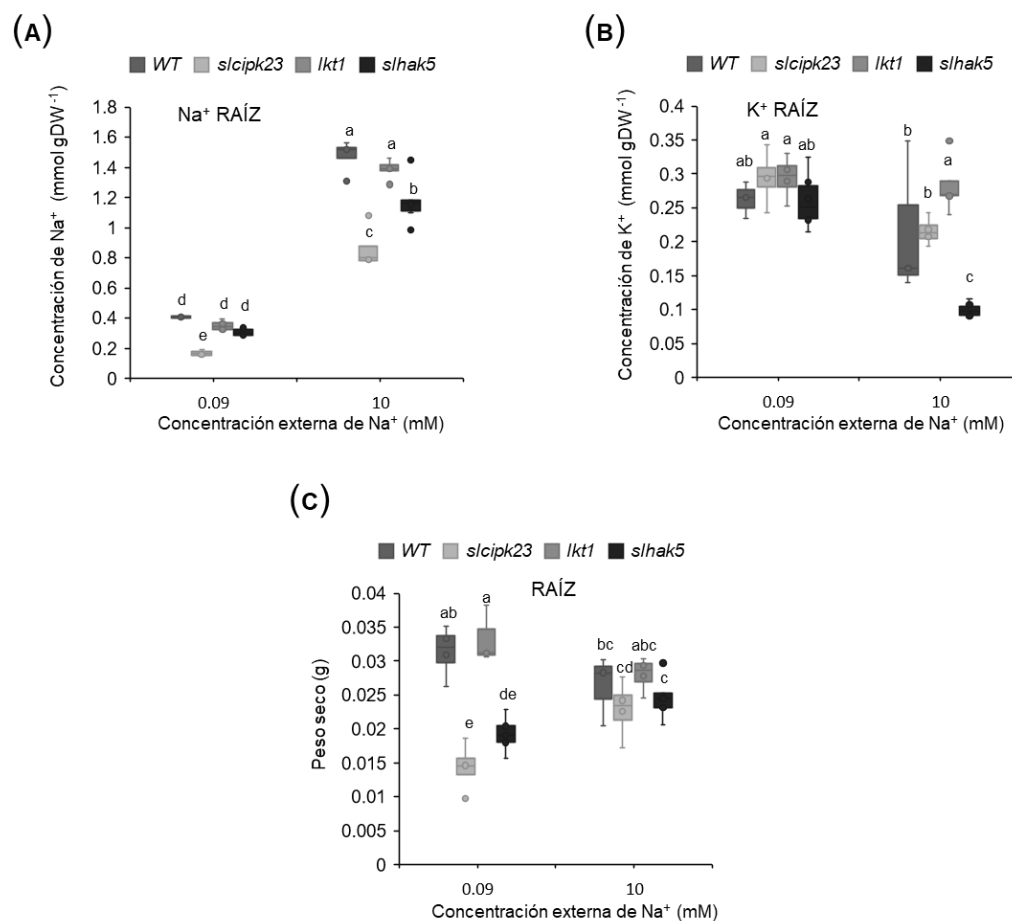 (A)
WT slcipk23 lkt1 slhak5
Na⁺ RAÍZ
Concentración de Na⁺ (mmol gDW⁻¹)
1.8
1.6
1.4
1.2
1
0.8
0.6
0.4
0.2
0
d
e
d
d
a
c
a
b
0.09
10
Concentración externa de Na⁺ (mM)
(B)
WT slcipk23 lkt1 slhak5
K⁺ RAÍZ
Concentración de K⁺ (mmol gDW⁻¹)
0.4
0.35
0.3
0.25
0.2
0.15
0.1
0.05
0
ab
a
a
ab
b
b
a
c
0.09
10
Concentración externa de Na⁺ (mM)
(C)
WT slcipk23 lkt1 slhak5
RAÍZ
Peso seco (g)
0.04
0.035
0.03
0.025
0.02
0.015
0.01
0.005
0
ab
e
a
de
bc
cd
abc
c
0.09
10
Concentración externa de Na⁺ (mM)